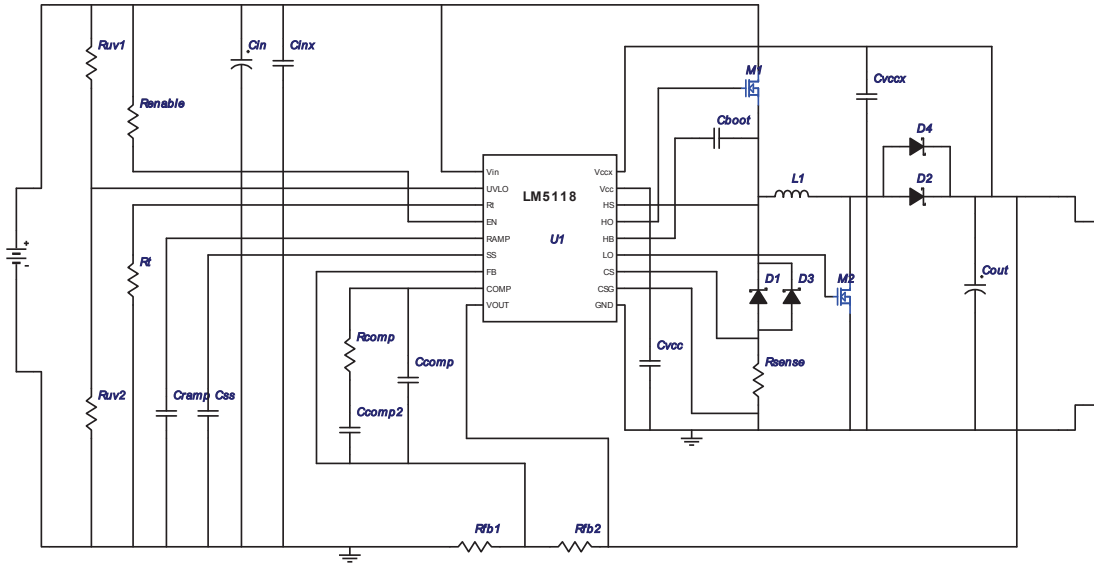 Ruv1
Cin
Cinx
M1
Cvccx
Renable
Cboot
D4
D2
L1
LM5118
U1
Vin
UVLO
Rt
EN
RAMP
SS
FB
COMP
VOUT
Vccx
Vcc
HS
HO
HB
LO
CS
CSG
GND
+
-
Rt
D1
D3
M2
Cout
Rcomp
Ccomp
Cvcc
Rsense
Ruv2
Cramp
Css
Ccomp2
Rfb1
Rfb2